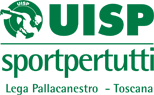 UISP
sportpertutti
Lega Pallacanestro - Toscana